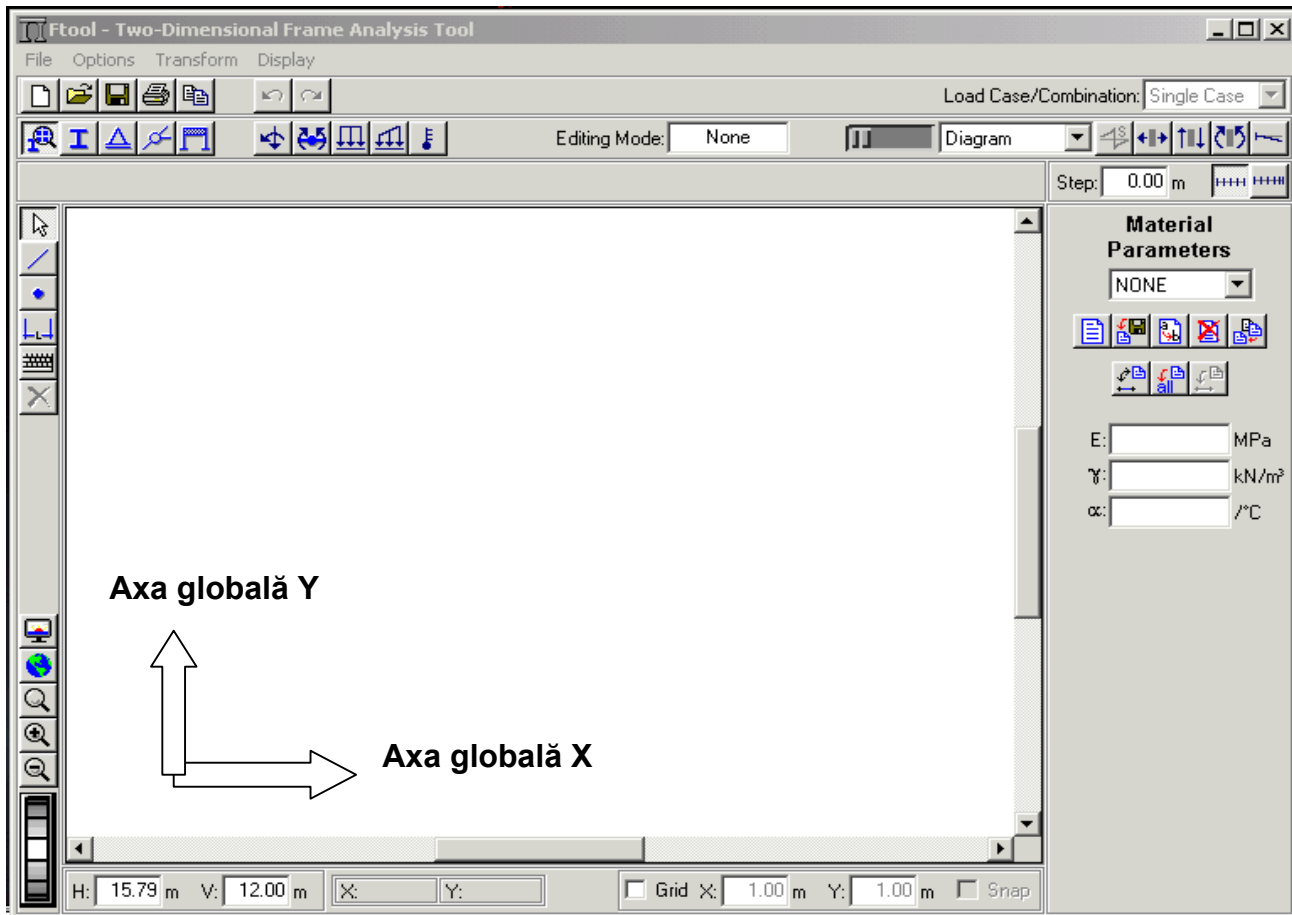 Ftool - Two-Dimensional Frame Analysis Tool
File Options Transform Display
Load Case/Combination: Single Case
Editing Mode: None Diagram
Step: 0.00 m
Material
Parameters
NONE
all
E: MPa
γ: kN/m³
α: /°C
Axa globală Y
Axa globală X
H: 15.79 m V: 12.00 m X: Y: Grid X: 1.00 m Y: 1.00 m Snap